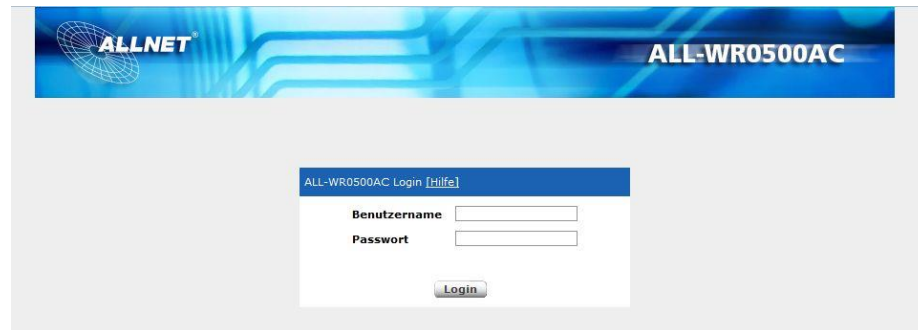 ALLNET®
ALL-WR0500AC
ALL-WR0500AC Login [Hilfe]
Benutzername
Passwort
Login